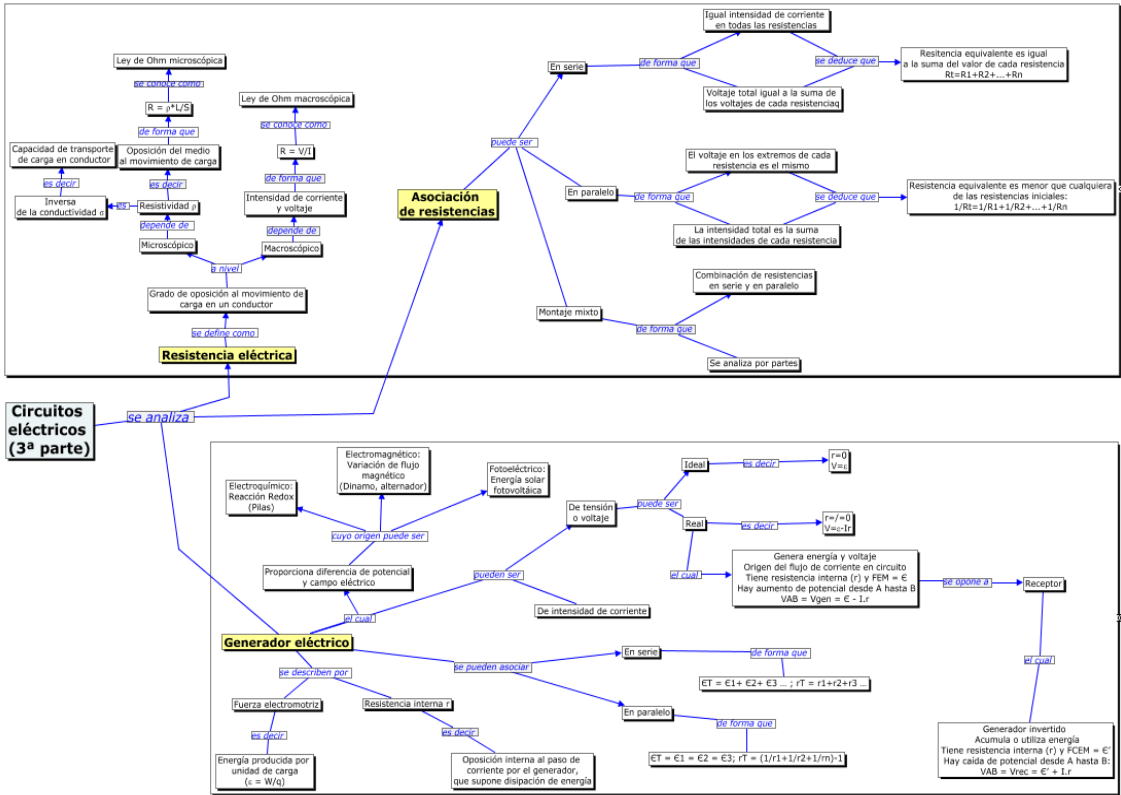 Circuitos
eléctricos
(3ª parte)
se analiza
Resistencia eléctrica
se define como
Grado de oposición al movimiento de
carga en un conductor
a nivel
Microscópico
depende de
Resistividad ρ
es
Inversa
de la conductividad σ
es decir
Capacidad de transporte
de carga en conductor
es decir
Oposición del medio
al movimiento de carga
de forma que
R = ρ*L/S
se conoce como
Ley de Ohm microscópica
Macroscópico
depende de
Intensidad de corriente
y voltaje
de forma que
R = V/I
se conoce como
Ley de Ohm macroscópica
Asociación
de resistencias
puede ser
En serie
de forma que
Igual intensidad de corriente
en todas las resistencias
Voltaje total igual a la suma de
los voltajes de cada resistenciaq
se deduce que
Resitencia equivalente es igual
a la suma del valor de cada resistencia
Rt=R1+R2+...+Rn
En paralelo
de forma que
El voltaje en los extremos de cada
resistencia es el mismo
La intensidad total es la suma
de las intensidades de cada resistencia
se deduce que
Resistencia equivalente es menor que cualquiera
de las resistencias iniciales:
1/Rt=1/R1+1/R2+...+1/Rn
Montaje mixto
de forma que
Combinación de resistencias
en serie y en paralelo
Se analiza por partes
Generador eléctrico
el cual
Proporciona diferencia de potencial
y campo eléctrico
cuyo origen puede ser
Electroquímico:
Reacción Redox
(Pilas)
Electromagnético:
Variación de flujo
magnético
(Dinamo, alternador)
Fotoeléctrico:
Energía solar
fotovoltáica
pueden ser
De tensión
o voltaje
puede ser
Ideal
es decir
r=0
V=ε
Real
es decir
r=/=0
V=ε-Ir
el cual
Genera energía y voltaje
Origen del flujo de corriente en circuito
Tiene resistencia interna (r) y FEM = Є
Hay aumento de potencial desde A hasta B
VAB = Vgen = Є - I.r
se opone a
Receptor
el cual
Generador invertido
Acumula o utiliza energía
Tiene resistencia interna (r) y FCEM = Є'
Hay caída de potencial desde A hasta B:
VAB = Vrec = Є' + I.r
De intensidad de corriente
se pueden asociar
En serie
de forma que
ЄT = Є1+ Є2+ Є3 ... ; rT = r1+r2+r3 ...
En paralelo
de forma que
ЄT = Є1 = Є2 = Є3; rT = (1/r1+1/r2+1/rn)-1
se describen por
Fuerza electromotriz
es decir
Energía producida por
unidad de carga
(ε = W/q)
Resistencia interna r
es decir
Oposición interna al paso de
corriente por el generador,
que supone disipación de energía